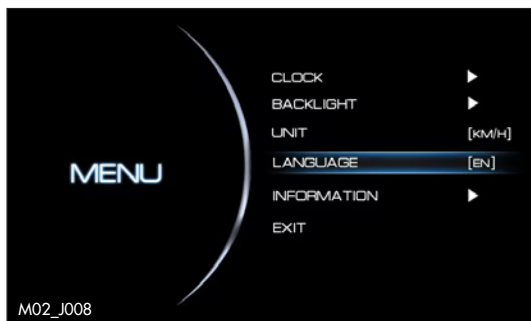 MENU
CLOCK
BACKLIGHT
UNIT [KM/H]
LANGUAGE [EN]
INFORMATION
EXIT
M02_J008